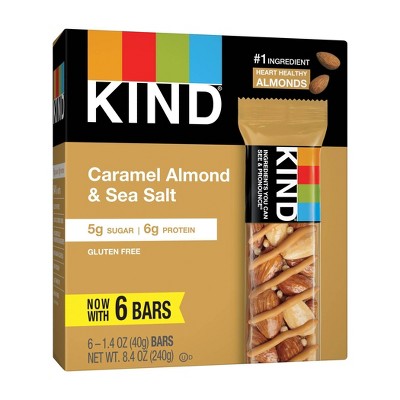 KIND®
#1 INGREDIENT
HEART HEALTHY
ALMONDS
Caramel Almond
& Sea Salt
5g SUGAR | 6g PROTEIN
GLUTEN FREE
NOW
WITH 6 BARS
6 – 1.4 OZ (40g) BARS
NET WT. 8.4 OZ (240g) U D
KIND
INGREDIENTS YOU CAN
SEE & PRONOUNCE